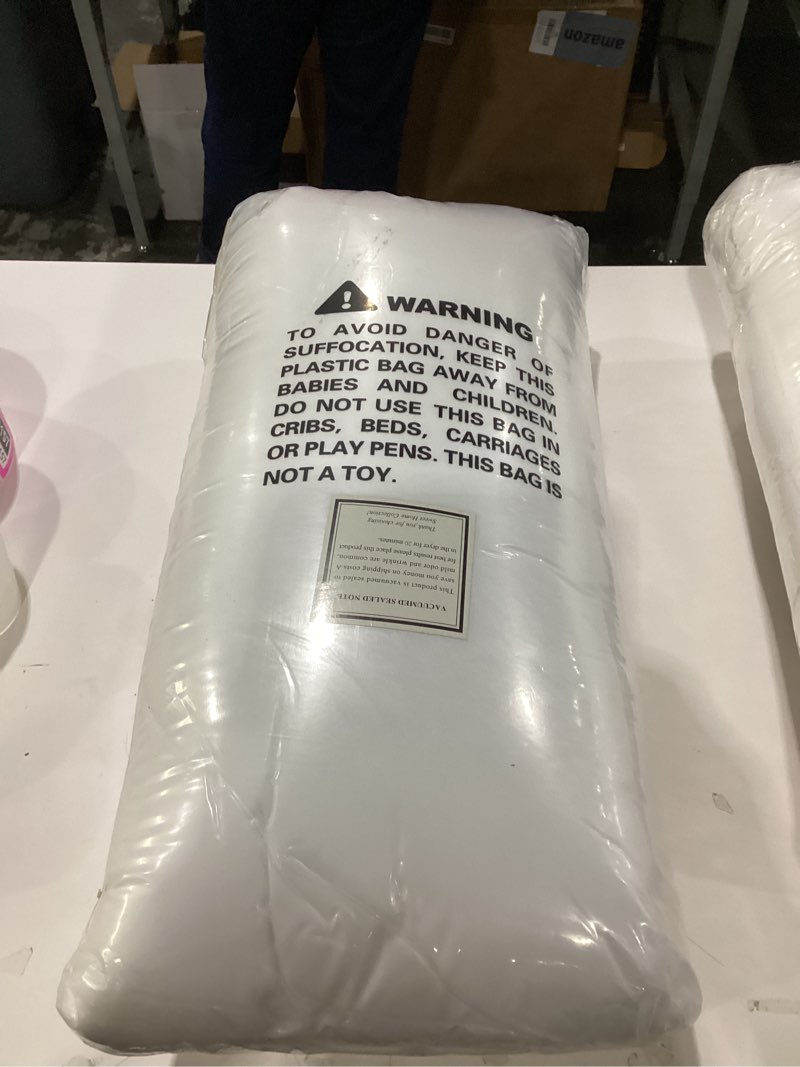 amazon
WARNING
TO AVOID DANGER OF
SUFFOCATION, KEEP THIS
PLASTIC BAG AWAY FROM
BABIES AND CHILDREN.
DO NOT USE THIS BAG IN
CRIBS, BEDS, CARRIAGES
OR PLAY PENS. THIS BAG IS
NOT A TOY.
VACUUMED SEALED NOTE
This product is vacuumed sealed to
save you money on shipping costs. A
mild odor and wrinkle are common,
for best results please place this product
in the dryer for 20 minutes.
Thank you for choosing
Sweet Home Collection!